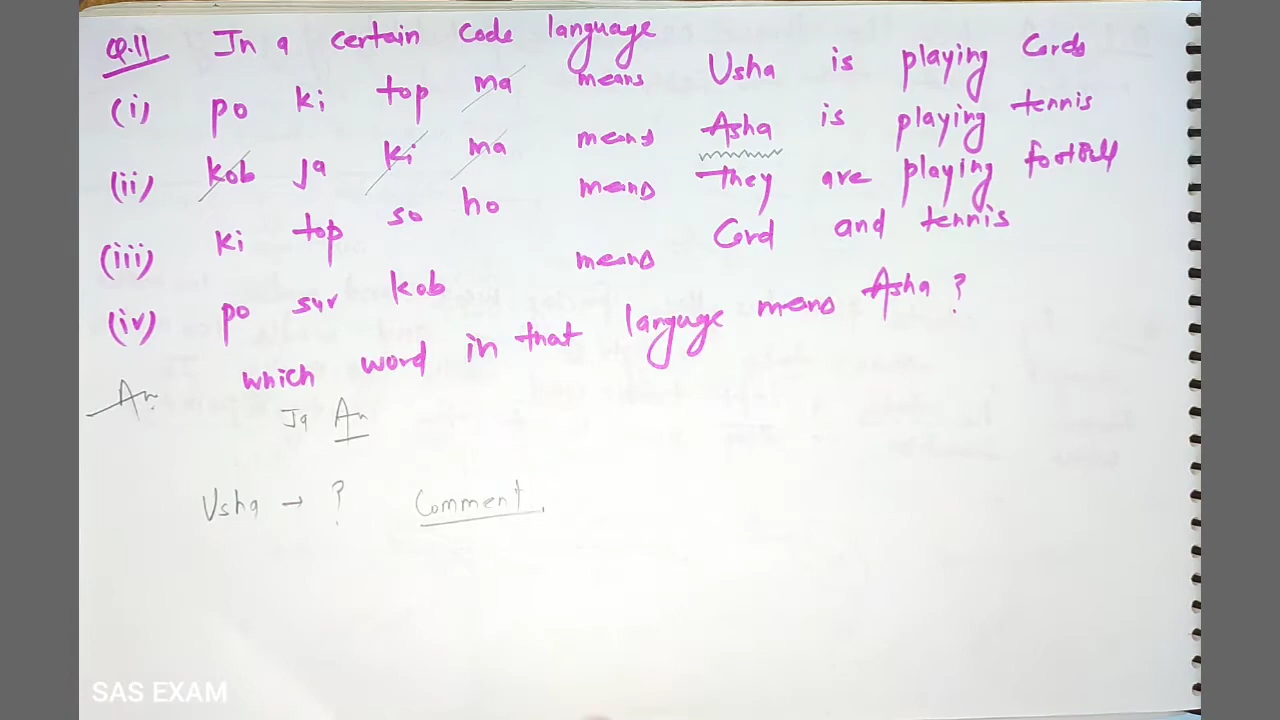 Q.11 In a certain code language
(i) po ki top ma means Usha is playing Cards
(ii) kob Ja ki ma means Asha is playing tennis
(iii) ki top so ho means They are playing football
(iv) po sur kob means Card and tennis
which word in that language means Asha ?
An
Ja An
Usha → ? Comment.
SAS EXAM